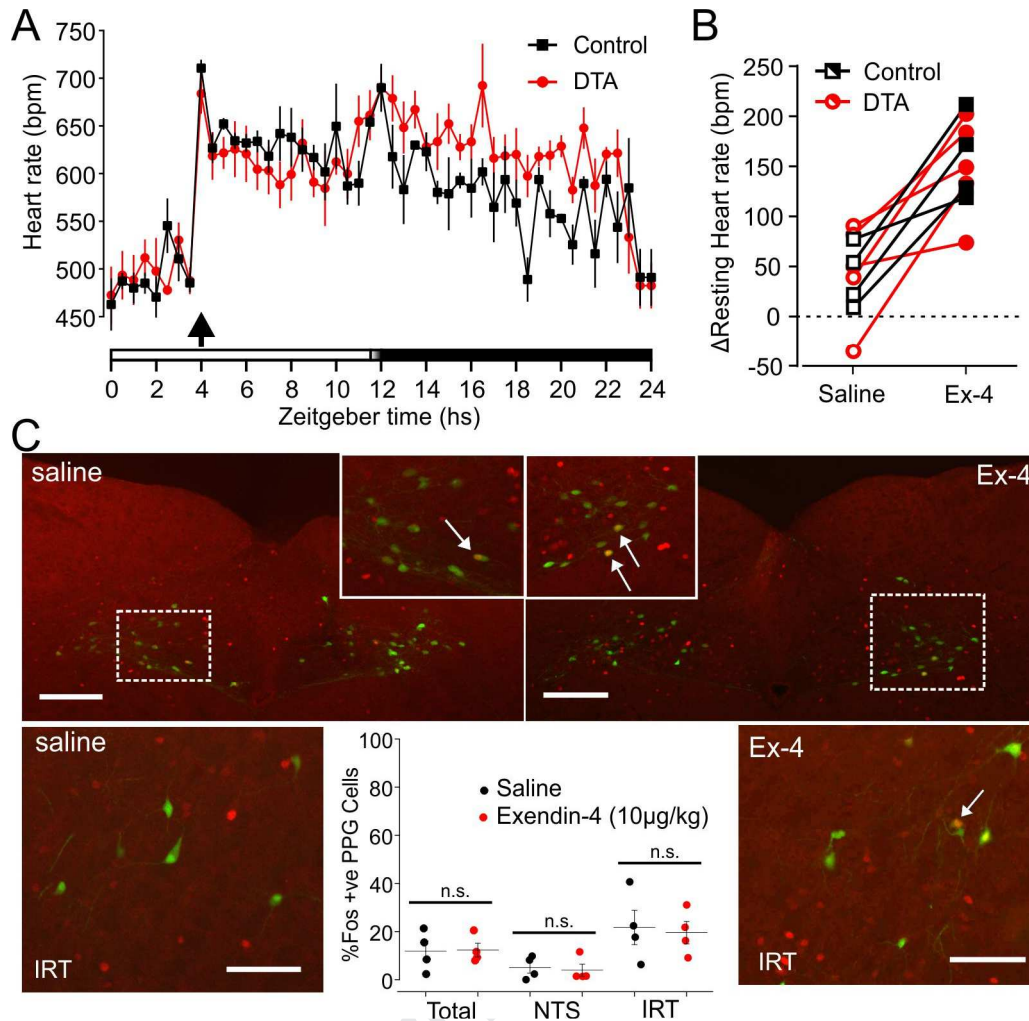 A
Heart rate (bpm)
750
700
650
600
550
500
450
Control
DTA
0 2 4 6 8 10 12 14 16 18 20 22 24
Zeitgeber time (hs)
B
ΔResting Heart rate (bpm)
250
200
150
100
50
0
-50
Control
DTA
Saline Ex-4
C
saline
Ex-4
saline
IRT
%Fos +ve PPG Cells
100
80
60
40
20
0
Saline
Exendin-4 (10µg/kg)
n.s.
n.s.
n.s.
Total NTS IRT
Ex-4
IRT